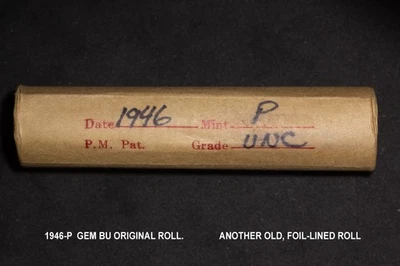 Date 1946 Mint P
P.M. Pat. Grade UNC
1946-P GEM BU ORIGINAL ROLL. ANOTHER OLD, FOIL-LINED ROLL